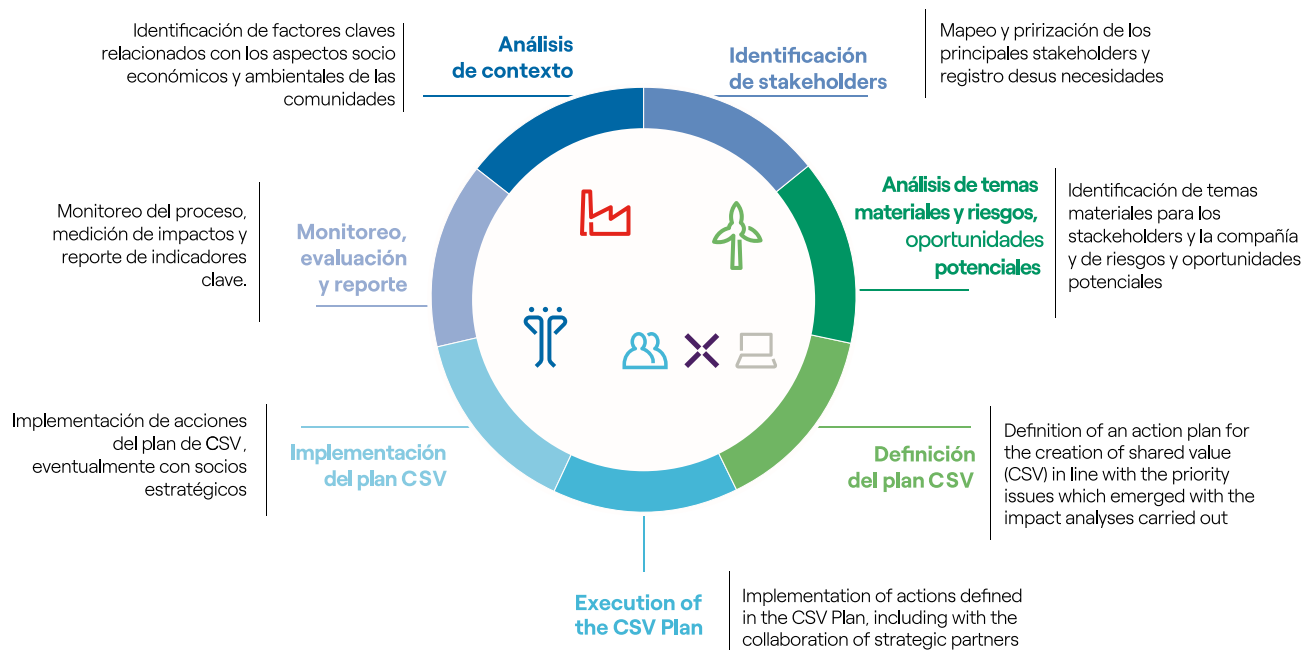 Identificación de factores claves
relacionados con los aspectos socio
económicos y ambientales de las
comunidades
Análisis
de contexto
Identificación
de stakeholders
Mapeo y prirización de los
principales stakeholders y
registro desus necesidades
Análisis de temas
materiales y riesgos,
oportunidades
potenciales
Identificación de temas
materiales para los
stackeholders y la compañía
y de riesgos y oportunidades
potenciales
Definición
del plan CSV
Definition of an action plan for
the creation of shared value
(CSV) in line with the priority
issues which emerged with the
impact analyses carried out
Execution of
the CSV Plan
Implementation of actions defined
in the CSV Plan, including with the
collaboration of strategic partners
Implementación de acciones
del plan de CSV,
eventualmente con socios
estratégicos
Implementación
del plan CSV
Monitoreo del proceso,
medición de impactos y
reporte de indicadores
clave.
Monitoreo,
evaluación
y reporte